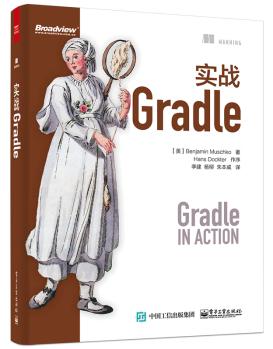 Broadview
MANNING
实战
Gradle
[美] Benjamin Muschko 著
Hans Dockter 作序
李建 杨柳 朱本威 译
Gradle
IN ACTION
中国工信出版集团
电子工业出版社
实战Gradle